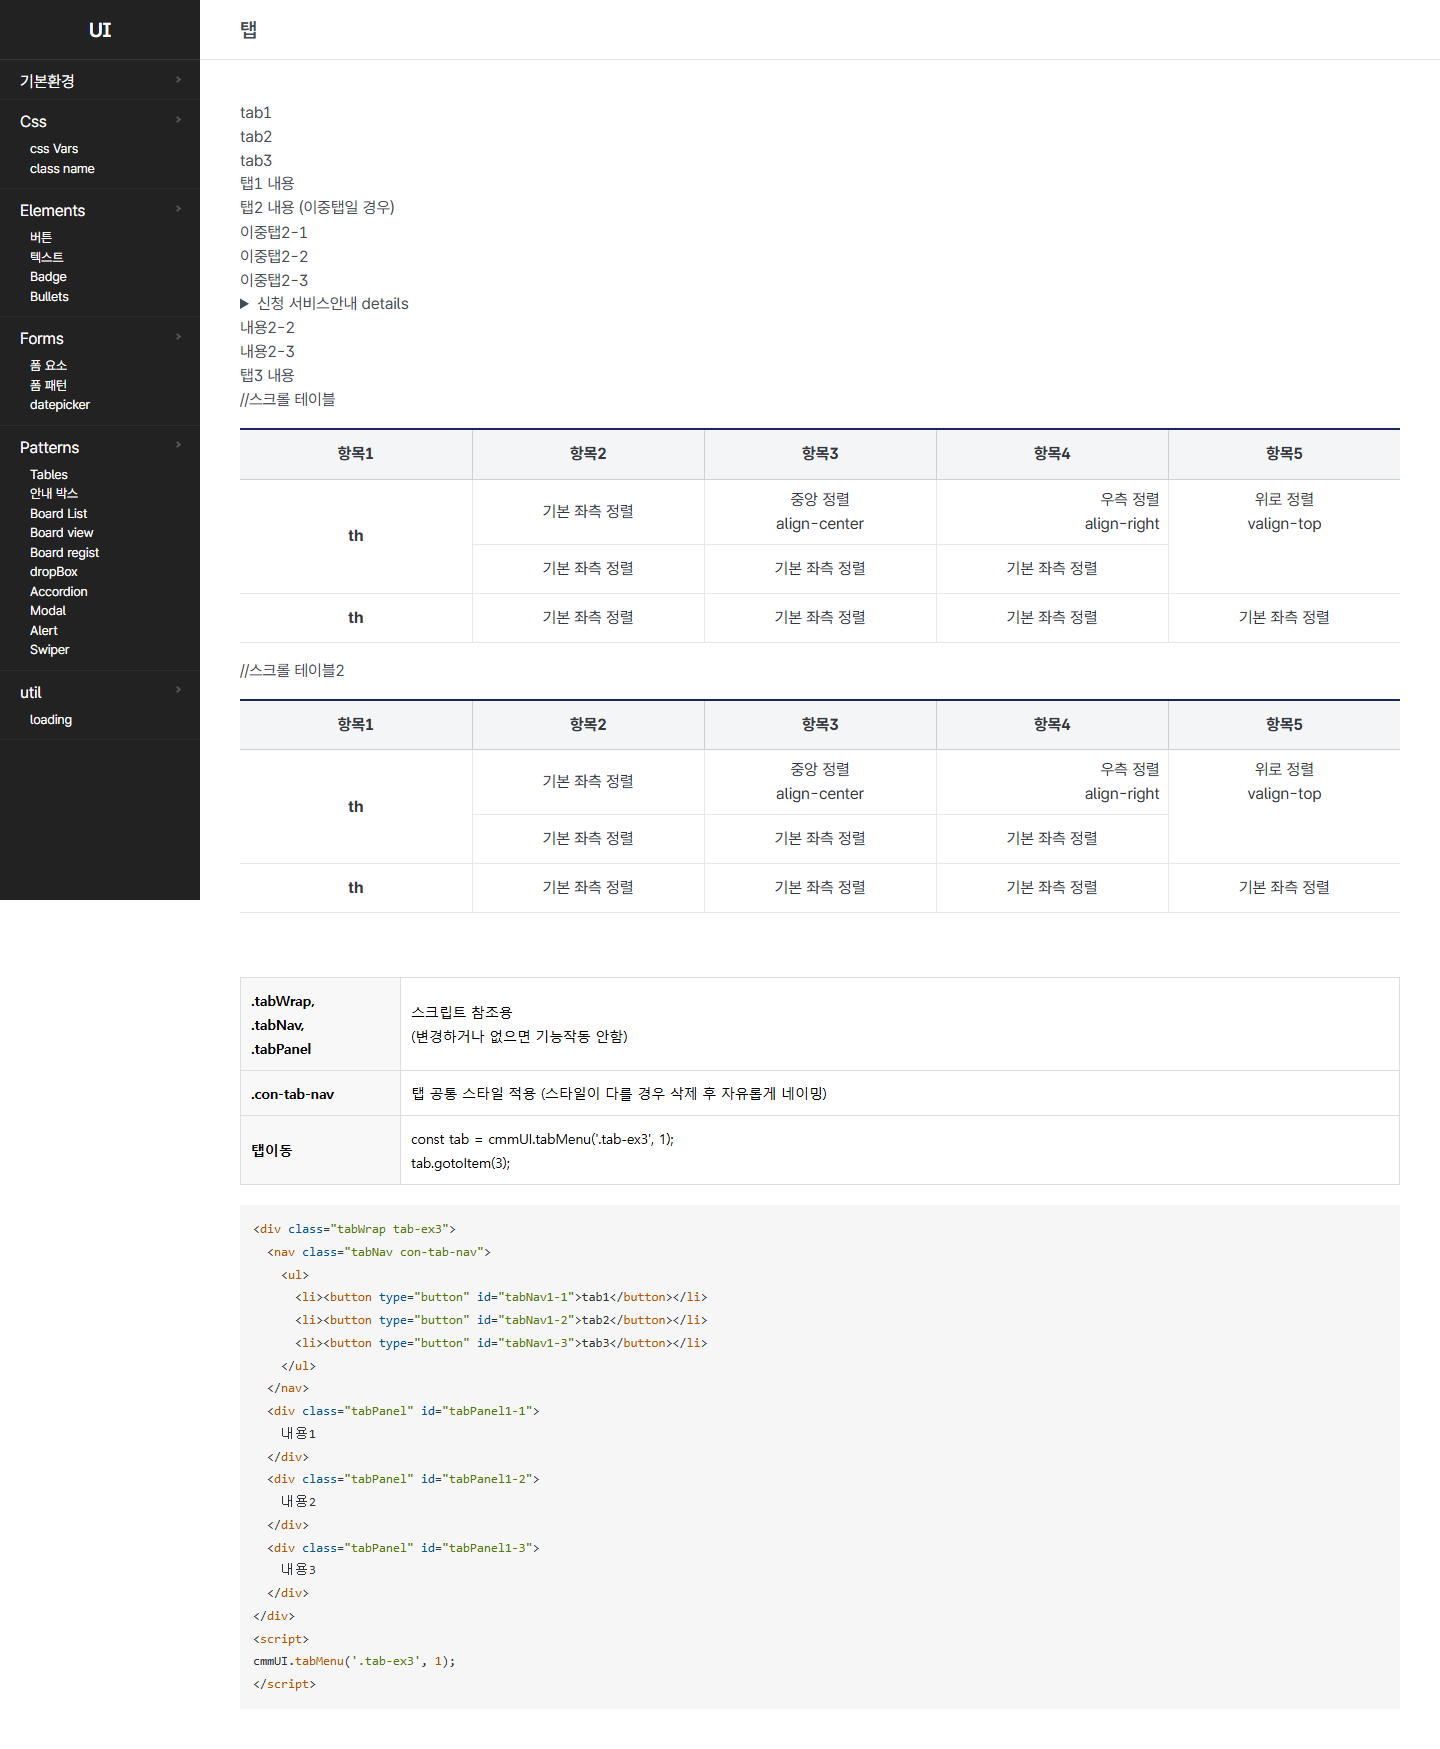 UI
기본환경
Css
css Vars
class name
Elements
버튼
텍스트
Badge
Bullets
Forms
폼 요소
폼 패턴
datepicker
Patterns
Tables
안내 박스
Board List
Board view
Board regist
dropBox
Accordion
Modal
Alert
Swiper
util
loading
탭
tab1
tab2
tab3
탭1 내용
탭2 내용 (이중탭일 경우)
이중탭2-1
이중탭2-2
이중탭2-3
▶ 신청 서비스안내 details
내용2-2
내용2-3
탭3 내용
//스크롤 테이블
항목1 항목2 항목3 항목4 항목5
th 기본 좌측 정렬 중앙 정렬 우측 정렬 위로 정렬
align-center align-right valign-top
기본 좌측 정렬 기본 좌측 정렬 기본 좌측 정렬
th 기본 좌측 정렬 기본 좌측 정렬 기본 좌측 정렬 기본 좌측 정렬
//스크롤 테이블2
항목1 항목2 항목3 항목4 항목5
th 기본 좌측 정렬 중앙 정렬 우측 정렬 위로 정렬
align-center align-right valign-top
기본 좌측 정렬 기본 좌측 정렬 기본 좌측 정렬
th 기본 좌측 정렬 기본 좌측 정렬 기본 좌측 정렬 기본 좌측 정렬
.tabWrap,
.tabNav,
.tabPanel
스크립트 참조용
(변경하거나 없으면 기능작동 안함)
.con-tab-nav 탭 공통 스타일 적용 (스타일이 다를 경우 삭제 후 자유롭게 네이밍)
탭이동
const tab = cmmUI.tabMenu('.tab-ex3', 1);
tab.gotoItem(3);
<div class="tabWrap tab-ex3">
  <nav class="tabNav con-tab-nav">
    <ul>
      <li><button type="button" id="tabNav1-1">tab1</button></li>
      <li><button type="button" id="tabNav1-2">tab2</button></li>
      <li><button type="button" id="tabNav1-3">tab3</button></li>
    </ul>
  </nav>
  <div class="tabPanel" id="tabPanel1-1">
    내용1
  </div>
  <div class="tabPanel" id="tabPanel1-2">
    내용2
  </div>
  <div class="tabPanel" id="tabPanel1-3">
    내용3
  </div>
</div>
<script>
cmmUI.tabMenu('.tab-ex3', 1);
</script>